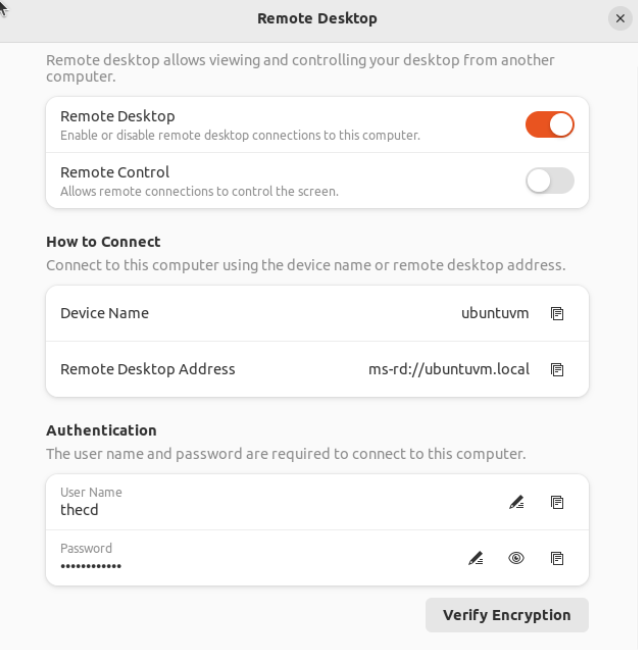 Remote Desktop
Remote desktop allows viewing and controlling your desktop from another
computer.
Remote Desktop
Enable or disable remote desktop connections to this computer.
Remote Control
Allows remote connections to control the screen.
How to Connect
Connect to this computer using the device name or remote desktop address.
Device Name ubuntuvm
Remote Desktop Address ms-rd://ubuntuvm.local
Authentication
The user name and password are required to connect to this computer.
User Name
thecd
Password
••••••••••••
Verify Encryption